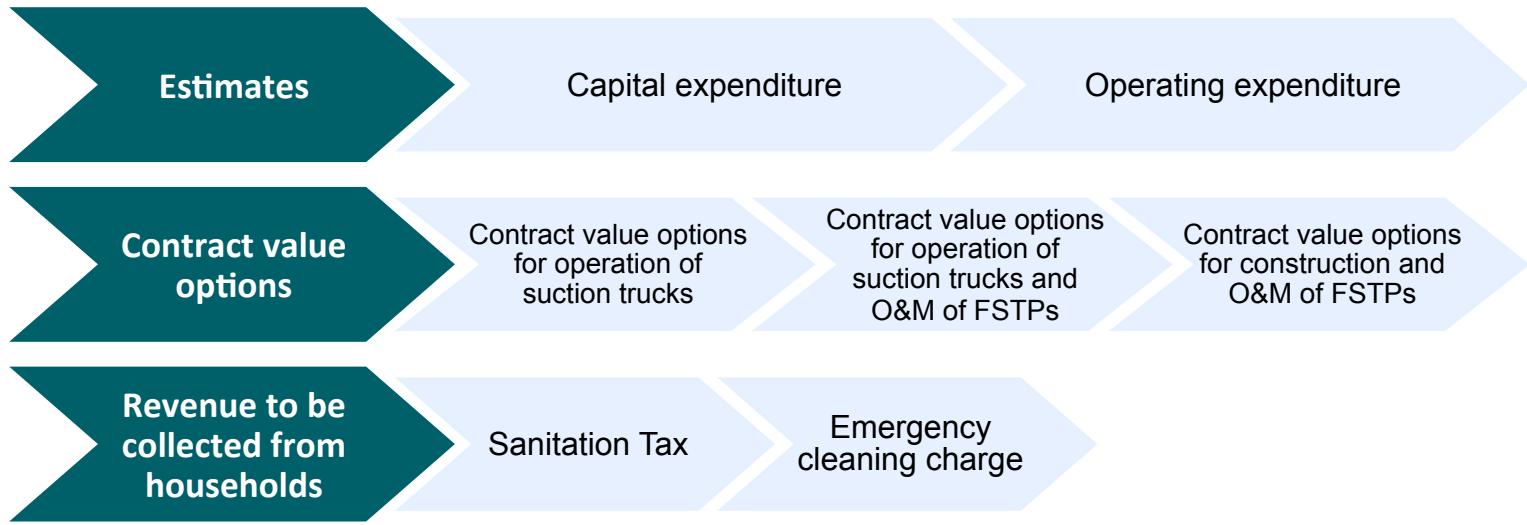 Estimates
Capital expenditure
Operating expenditure
Contract value
options
Contract value options
for operation of
suction trucks
Contract value options
for operation of
suction trucks and
O&M of FSTPs
Contract value options
for construction and
O&M of FSTPs
Revenue to be
collected from
households
Sanitation Tax
Emergency
cleaning charge